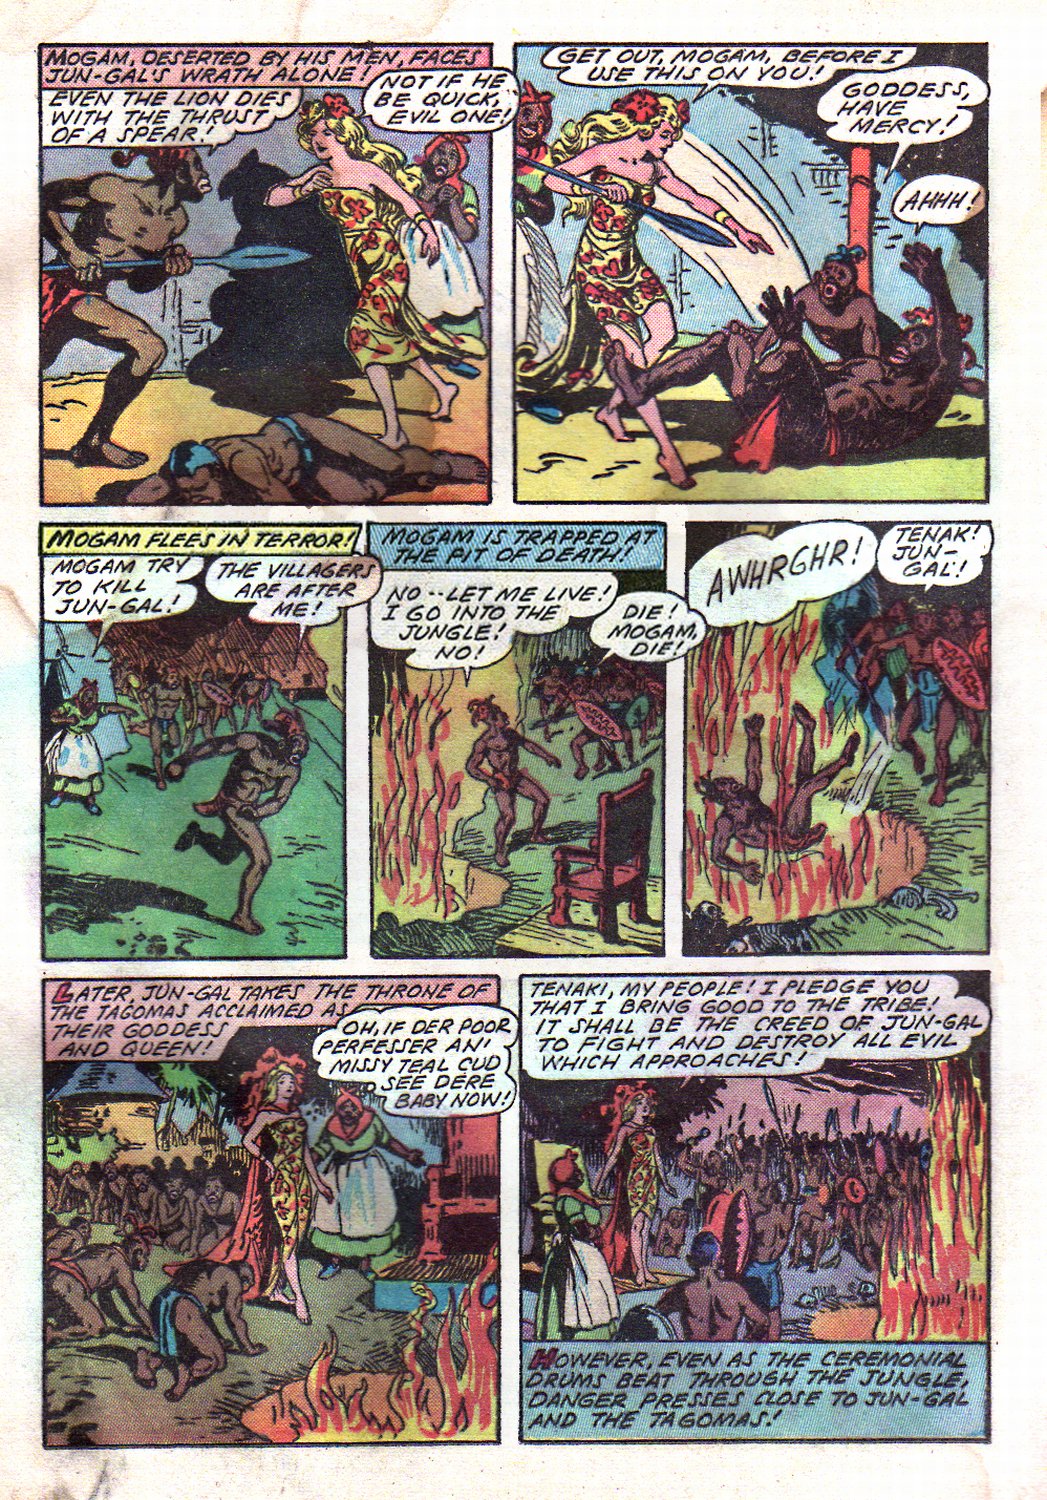 MOGAM, DESERTED BY HIS MEN, FACES
JUN-GAL'S WRATH ALONE!
EVEN THE LION DIES
WITH THE THRUST
OF A SPEAR!
NOT IF HE
BE QUICK,
EVIL ONE!
GET OUT, MOGAM, BEFORE I
USE THIS ON YOU!
GODDESS,
HAVE
MERCY!
AHHH!
MOGAM FLEES IN TERROR!
MOGAM TRY
TO KILL
JUN-GAL!
THE VILLAGERS
ARE AFTER
ME!
MOGAM IS TRAPPED AT
THE PIT OF DEATH!
NO--LET ME LIVE!
I GO INTO THE
JUNGLE!
NO!
DIE!
MOGAM,
DIE!
AWHRGHR!
TENAK!
JUN-
GAL!
LATER, JUN-GAL TAKES THE THRONE OF
THE TAGOMAS ACCLAIMED AS
THEIR GODDESS
AND QUEEN!
OH, IF DER POOR
PERFESSER AN'
MISSY TEAL CUD
SEE DERE
BABY NOW!
TENAKI, MY PEOPLE! I PLEDGE YOU
THAT I BRING GOOD TO THE TRIBE!
IT SHALL BE THE CREED OF JUN-GAL
TO FIGHT AND DESTROY ALL EVIL
WHICH APPROACHES!
HOWEVER, EVEN AS THE CEREMONIAL
DRUMS BEAT THROUGH THE JUNGLE,
DANGER PRESSES CLOSE TO JUN-GAL
AND THE TAGOMAS!